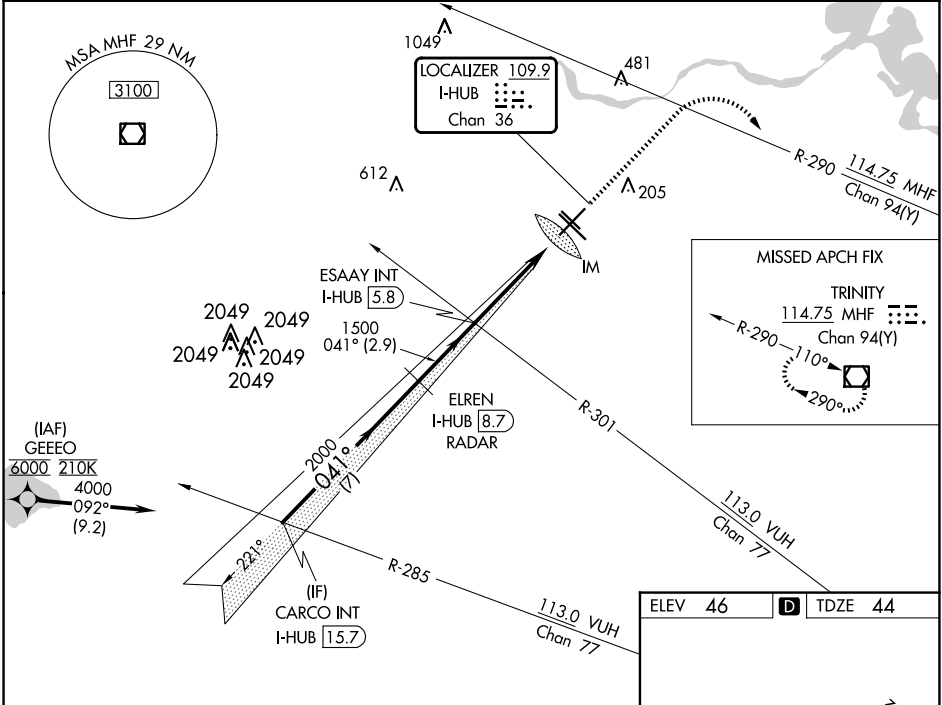 MSA MHF 29 NM
3100
1049
LOCALIZER 109.9
I-HUB
Chan 36
481
R-290
114.75 MHF
Chan 94(Y)
612
205
IM
MISSED APCH FIX
TRINITY
114.75 MHF
Chan 94(Y)
R-290
110°
290°
ESAAY INT
I-HUB 5.8
1500
041° (2.9)
2049
2049
2049
2049
2049
ELREN
I-HUB 8.7
RADAR
R-301
113.0 VUH
Chan 77
(IAF)
GEEEO
6000 210K
4000
092°
(9.2)
2000
041°
(7)
221°
(IF)
CARCO INT
I-HUB 15.7
R-285
113.0 VUH
Chan 77
ELEV 46 D TDZE 44